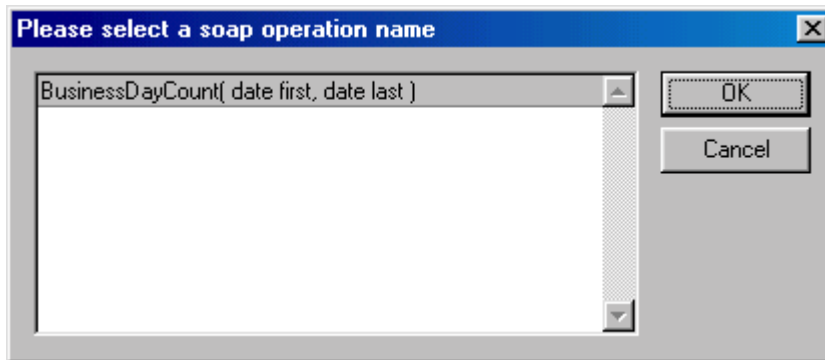 Please select a soap operation name
BusinessDayCount( date first, date last )
OK
Cancel